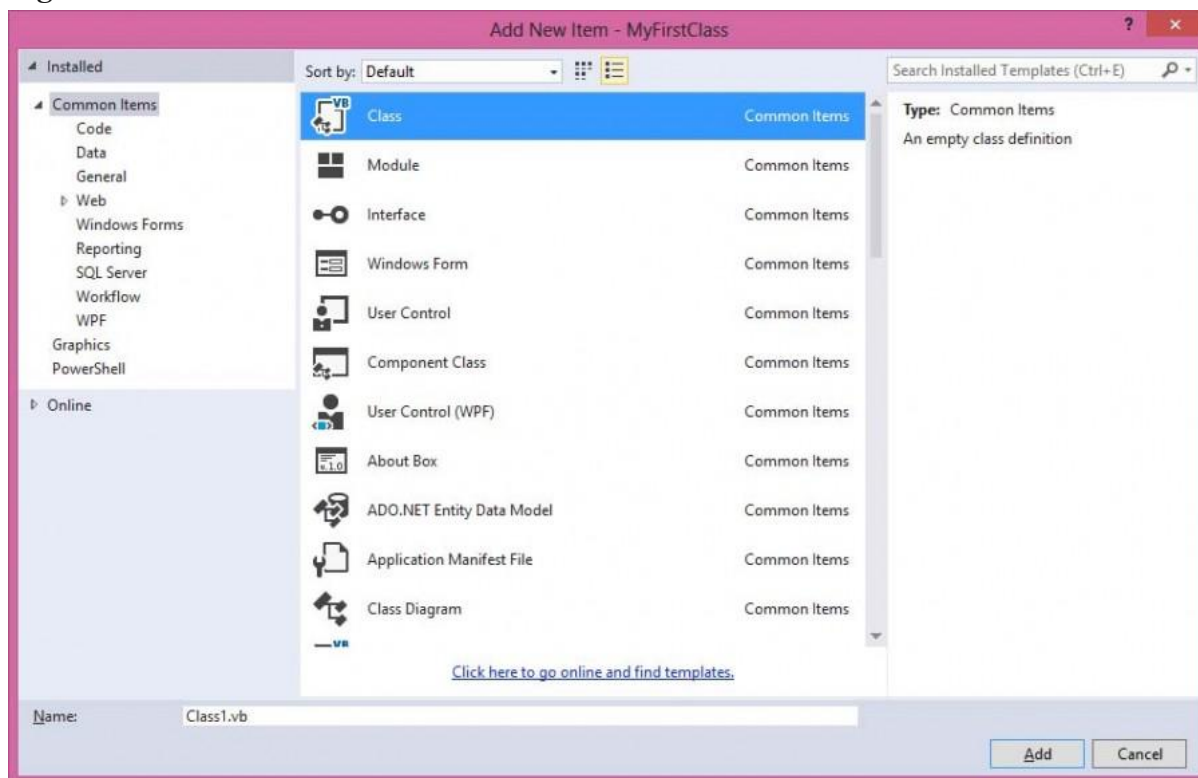 Add New Item - MyFirstClass
?
Installed
Common Items
Code
Data
General
Web
Windows Forms
Reporting
SQL Server
Workflow
WPF
Graphics
PowerShell
Online
Sort by: Default
VB
Class Common Items
Module Common Items
Interface Common Items
Windows Form Common Items
User Control Common Items
Component Class Common Items
User Control (WPF) Common Items
About Box Common Items
ADO.NET Entity Data Model Common Items
Application Manifest File Common Items
Class Diagram Common Items
VB
Click here to go online and find templates.
Search Installed Templates (Ctrl+E)
Type: Common Items
An empty class definition
Name: Class1.vb
Add Cancel